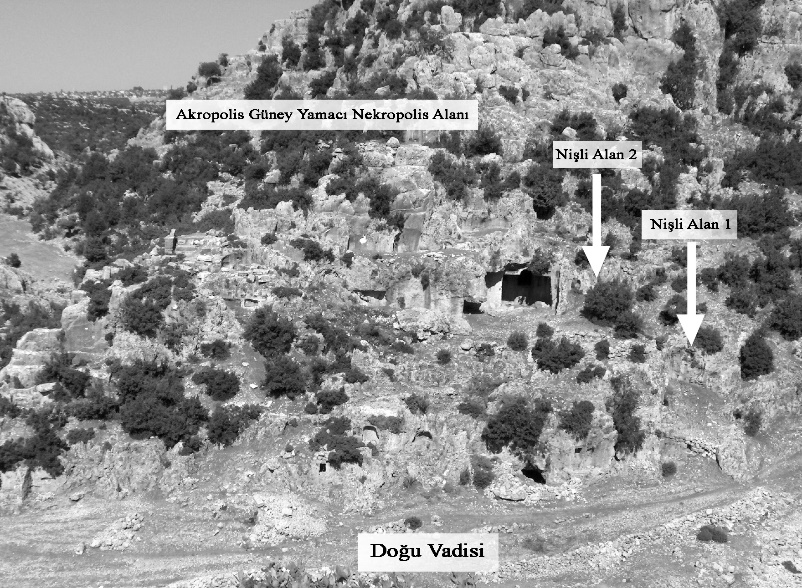 Akropolis Güney Yamacı Nekropolis Alanı
Nişli Alan 2
Nişli Alan 1
Doğu Vadisi